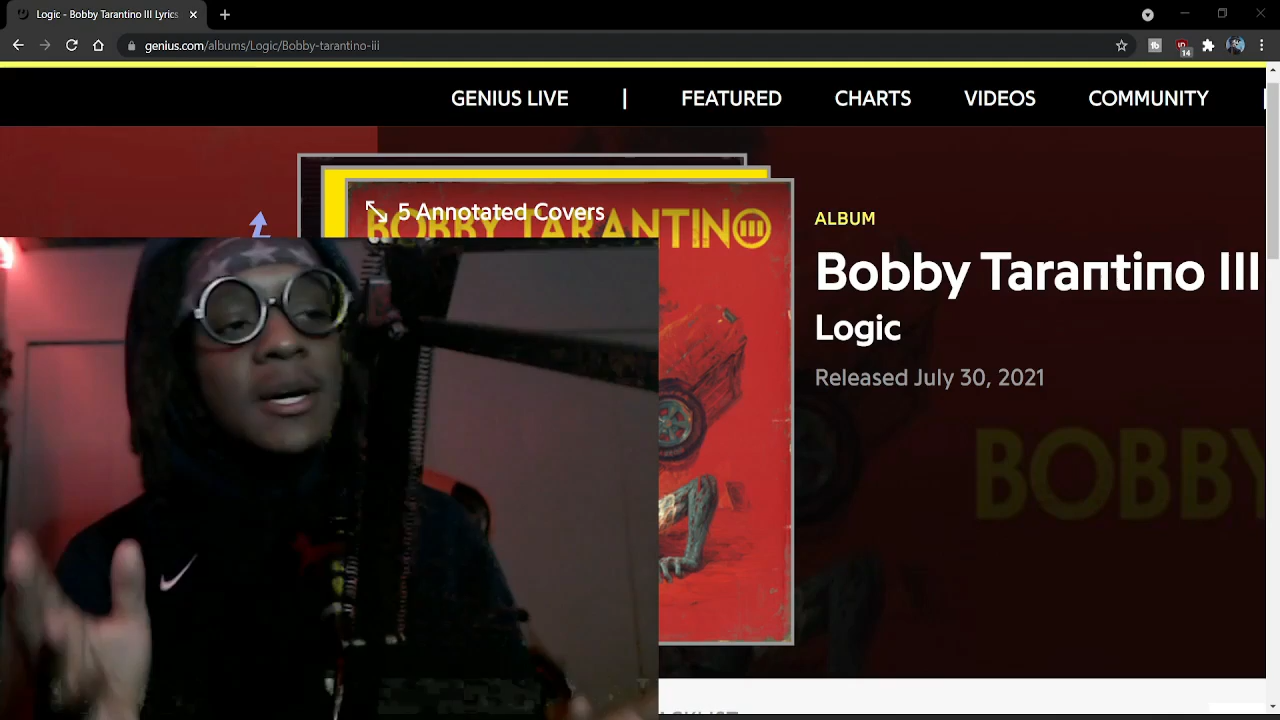 Logic - Bobby Tarantino III Lyrics
genius.com/albums/Logic/Bobby-tarantino-iii
14
GENIUS LIVE | FEATURED CHARTS VIDEOS COMMUNITY
5 Annotated Covers
BOBBY TARANTINO III
ALBUM
Bobby Tarantino III
Logic
Released July 30, 2021
BOBBY